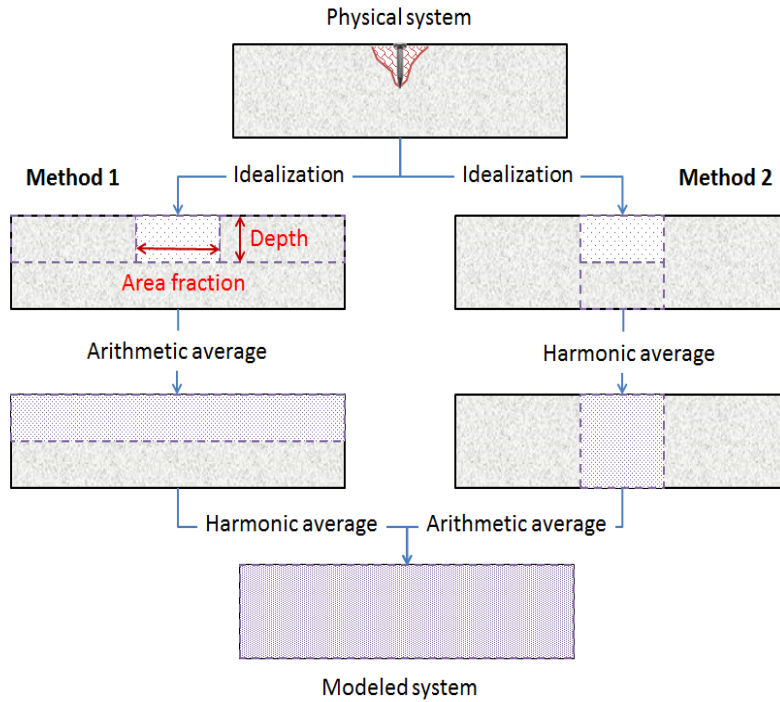 Physical system
Method 1
Idealization
Idealization
Method 2
Depth
Area fraction
Arithmetic average
Harmonic average
Harmonic average
Arithmetic average
Modeled system